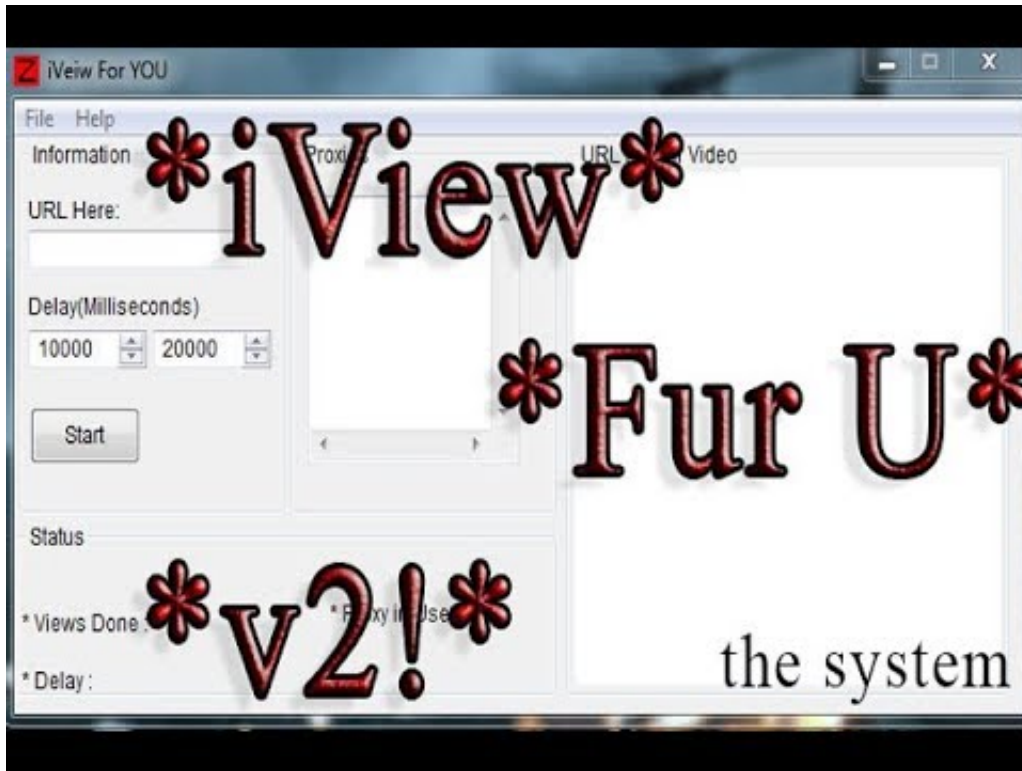 iVeiw For YOU
File Help
*iView*
Information
URL Video
URL Here:
Delay(Milliseconds)
10000 20000
*Fur U*
Start
Status
*v2!*
* Views Done :
* Delay :
the system